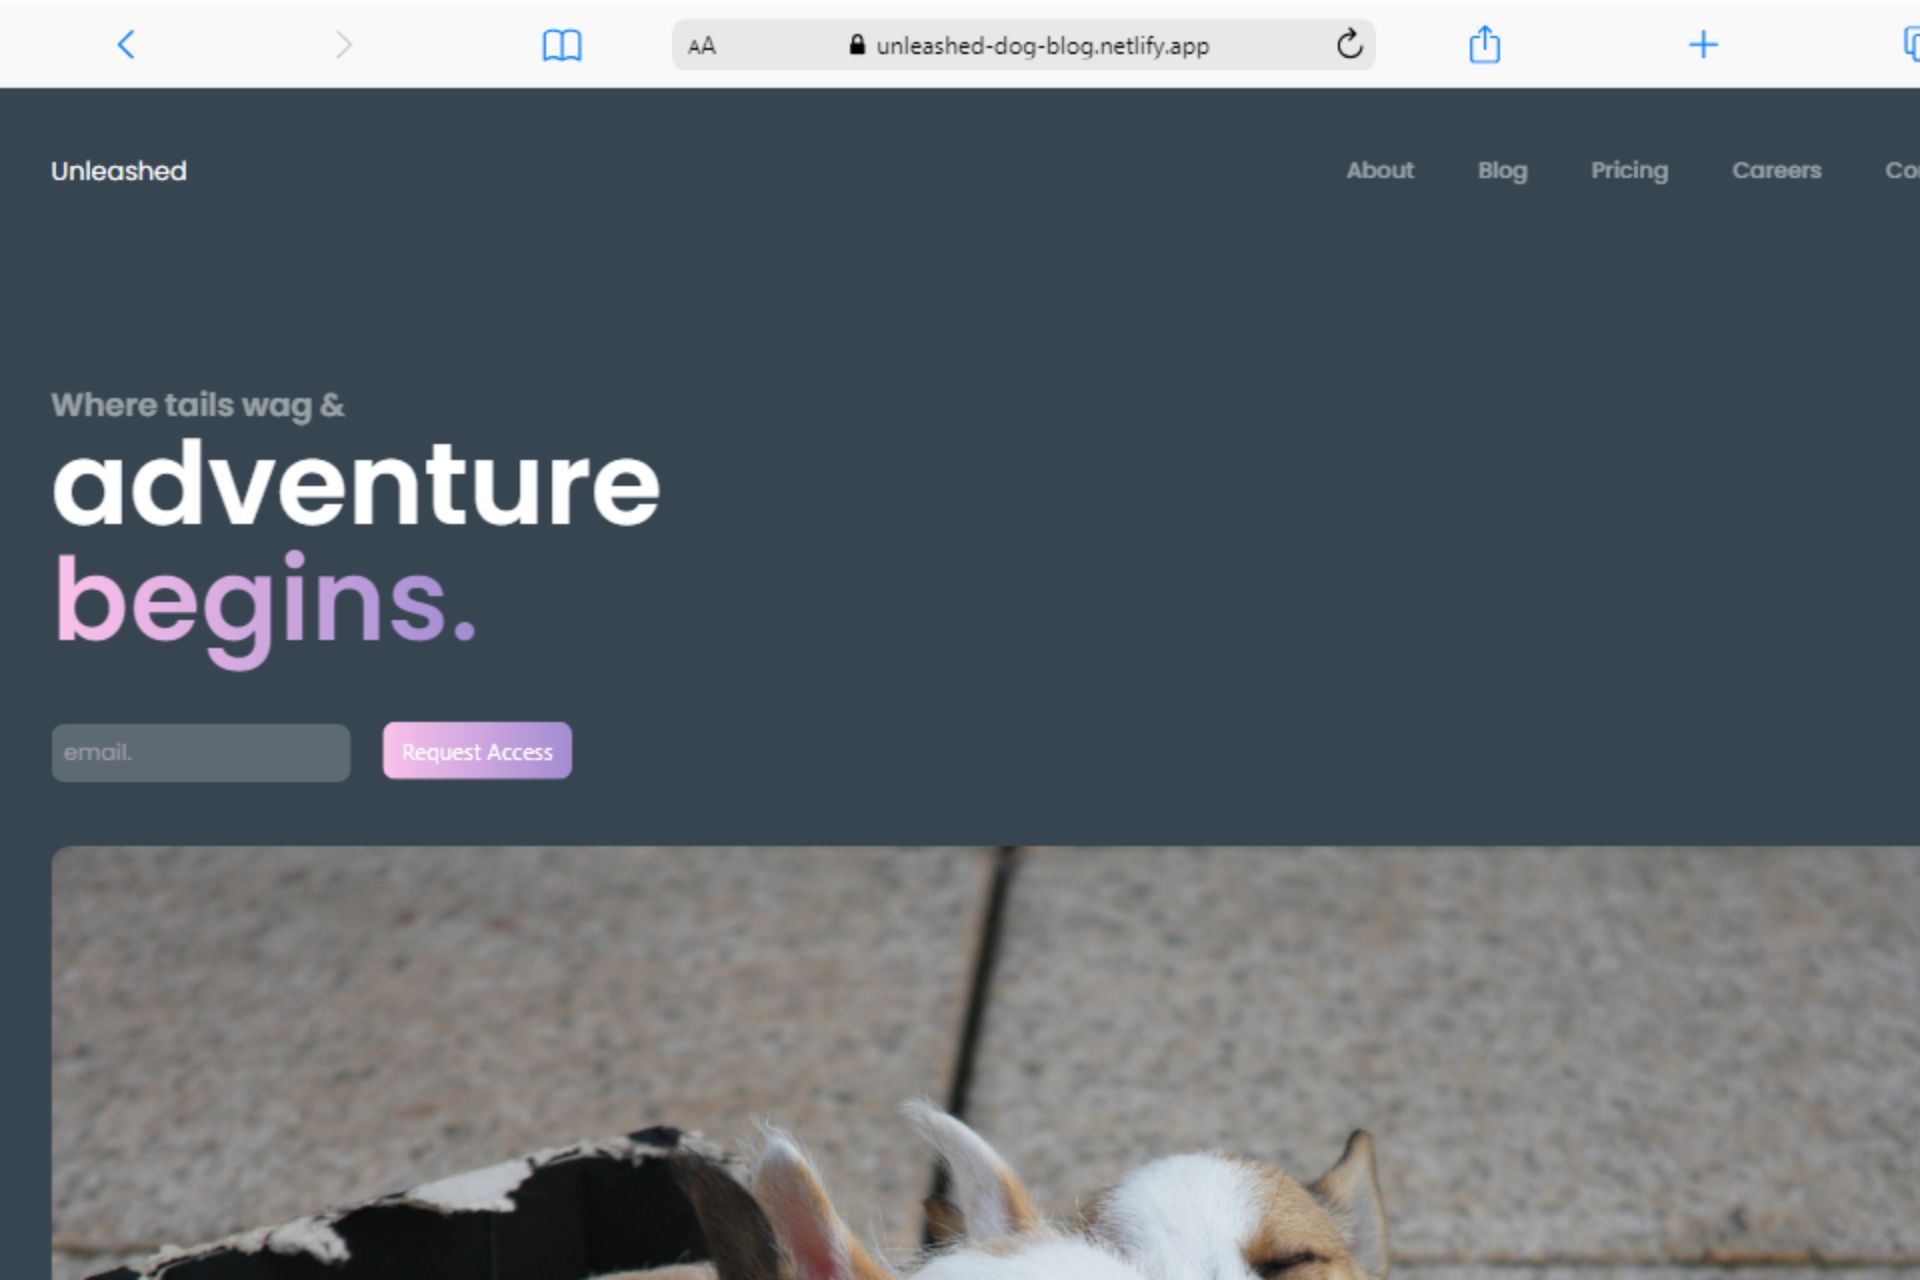 AA unleashed-dog-blog.netlify.app
Unleashed About Blog Pricing Careers
Where tails wag &
adventure
begins.
email. Request Access